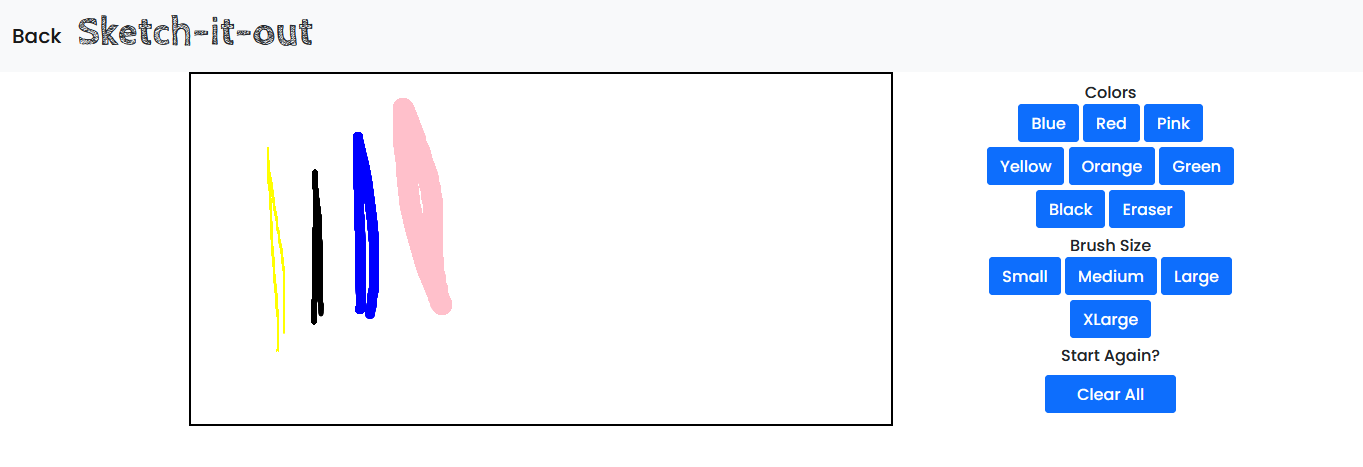 Back Sketch-it-out
Colors
Blue Red Pink
Yellow Orange Green
Black Eraser
Brush Size
Small Medium Large
XLarge
Start Again?
Clear All